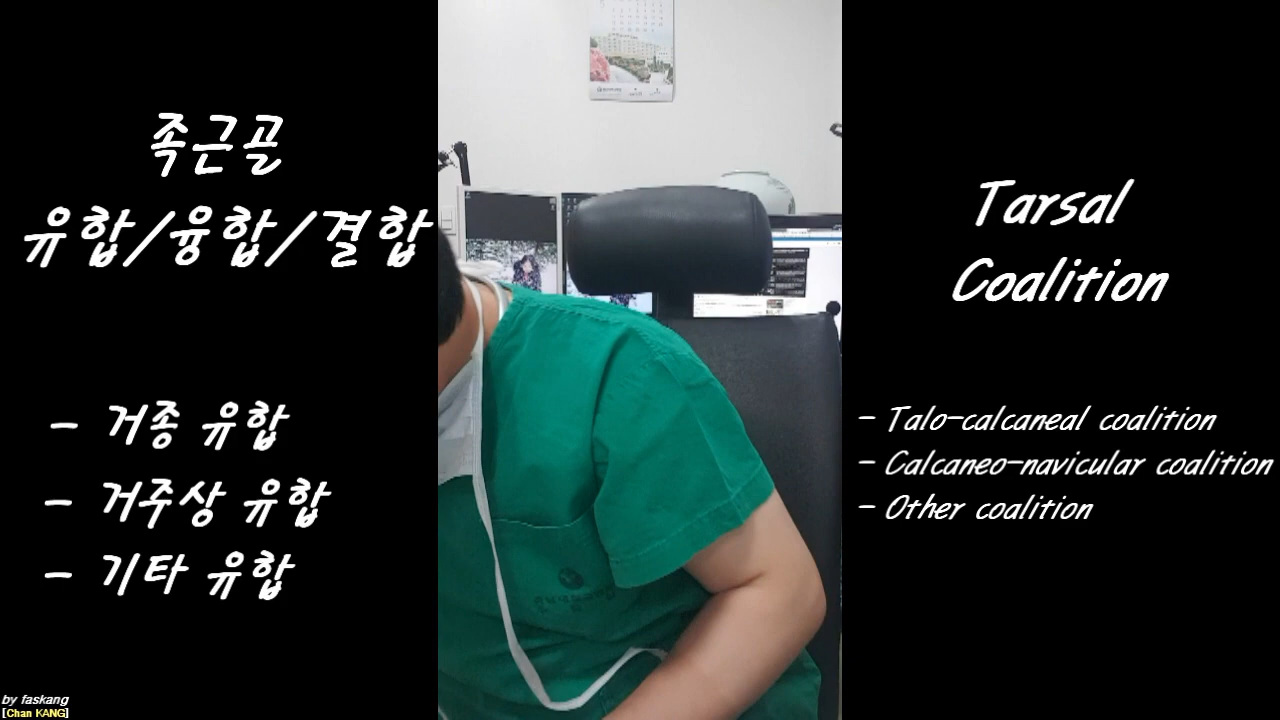 족근골
유합/융합/결합
- 거종 유합
- 거주상 유합
- 기타 유합
Tarsal
Coalition
- Talo-calcaneal coalition
- Calcaneo-navicular coalition
- Other coalition
by faskang
[Chan KANG]